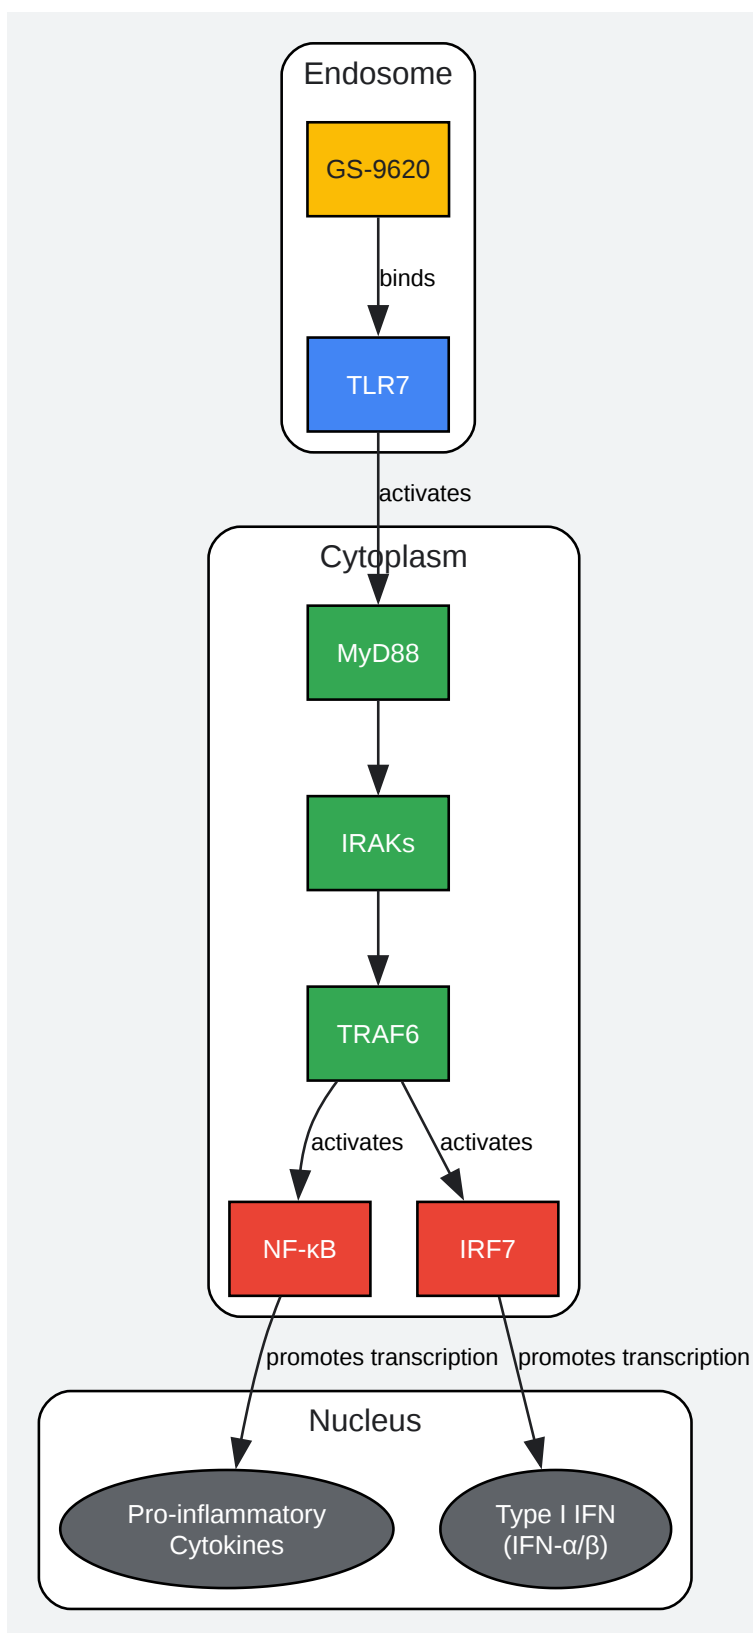 Endosome
GS-9620
binds
TLR7
activates
Cytoplasm
MyD88
IRAKs
TRAF6
activates
activates
NF-κB
IRF7
promotes transcription
promotes transcription
Nucleus
Pro-inflammatory
Cytokines
Type I IFN
(IFN-α/β)